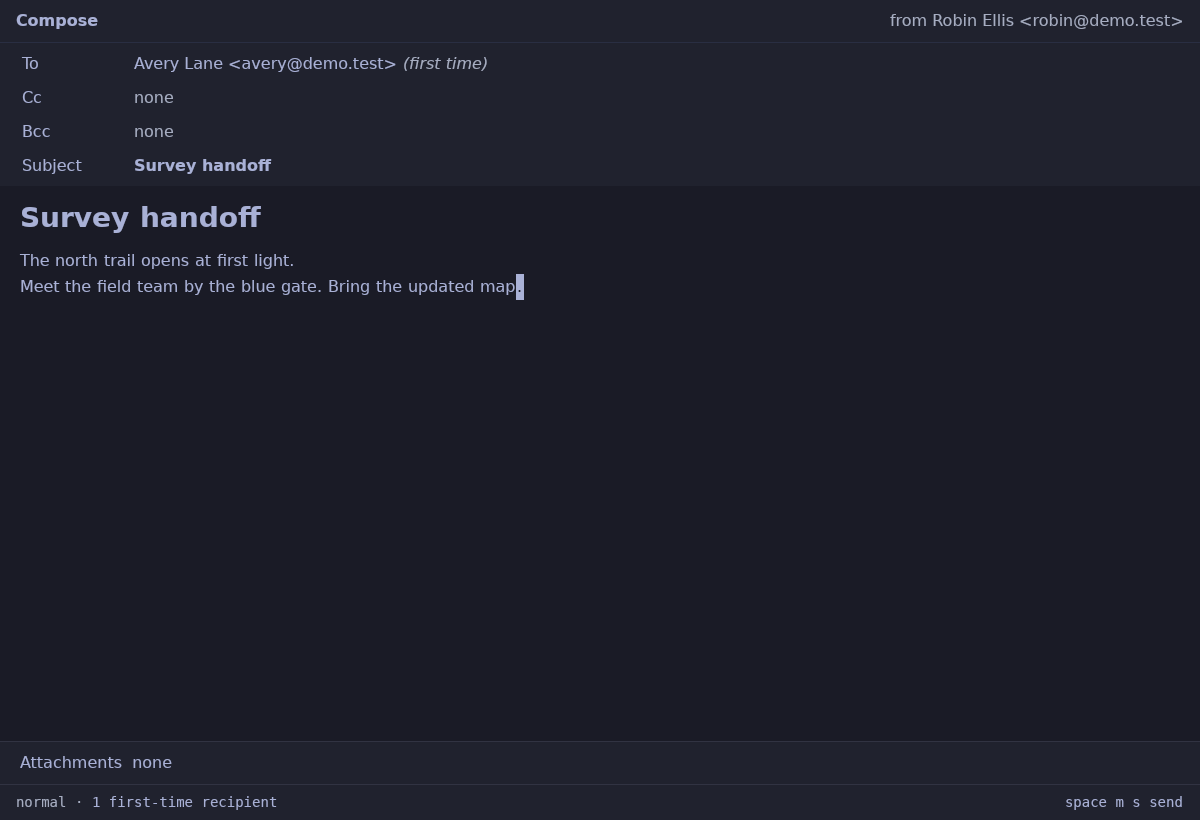 Compose
from Robin Ellis <robin@demo.test>
To Avery Lane <avery@demo.test> (first time)
Cc none
Bcc none
Subject Survey handoff
Survey handoff
The north trail opens at first light.
Meet the field team by the blue gate. Bring the updated map.
Attachments none
normal · 1 first-time recipient
space m s send